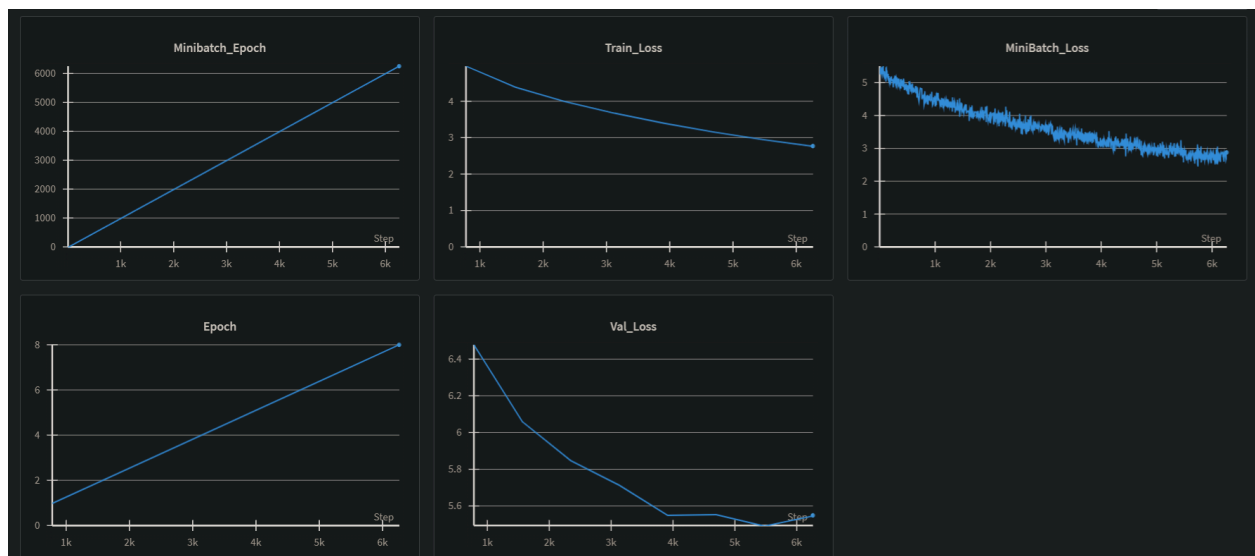 Minibatch_Epoch
6000
5000
4000
3000
2000
1000
0
Step
1k 2k 3k 4k 5k 6k
Train_Loss
4
3
2
1
0
Step
1k 2k 3k 4k 5k 6k
MiniBatch_Loss
5
4
3
2
1
0
Step
1k 2k 3k 4k 5k 6k
Epoch
8
6
4
2
0
Step
1k 2k 3k 4k 5k 6k
Val_Loss
6.4
6.2
6
5.8
5.6
Step
1k 2k 3k 4k 5k 6k